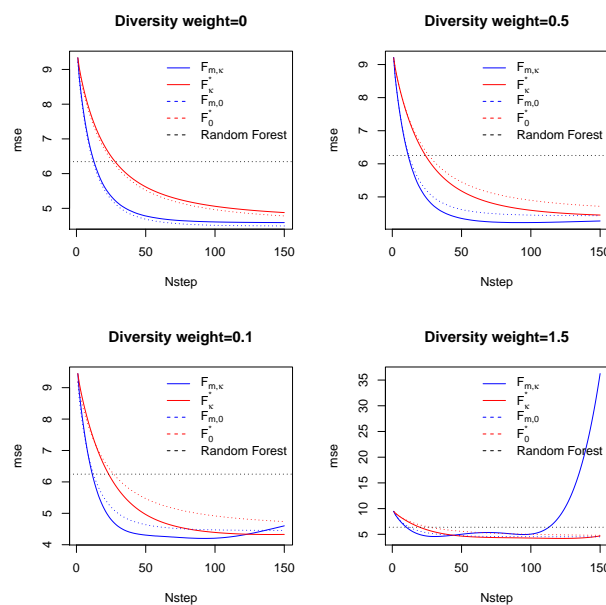 Diversity weight=0
mse
9
8
7
6
5
0
50
100
150
Nstep
F_{m,κ}
F*_κ
F_{m,0}
F*_0
Random Forest
Diversity weight=0.5
mse
9
8
7
6
5
0
50
100
150
Nstep
F_{m,κ}
F*_κ
F_{m,0}
F*_0
Random Forest
Diversity weight=0.1
mse
9
8
7
6
5
4
0
50
100
150
Nstep
F_{m,κ}
F*_κ
F_{m,0}
F*_0
Random Forest
Diversity weight=1.5
mse
35
25
15
10
5
0
50
100
150
Nstep
F_{m,κ}
F*_κ
F_{m,0}
F*_0
Random Forest